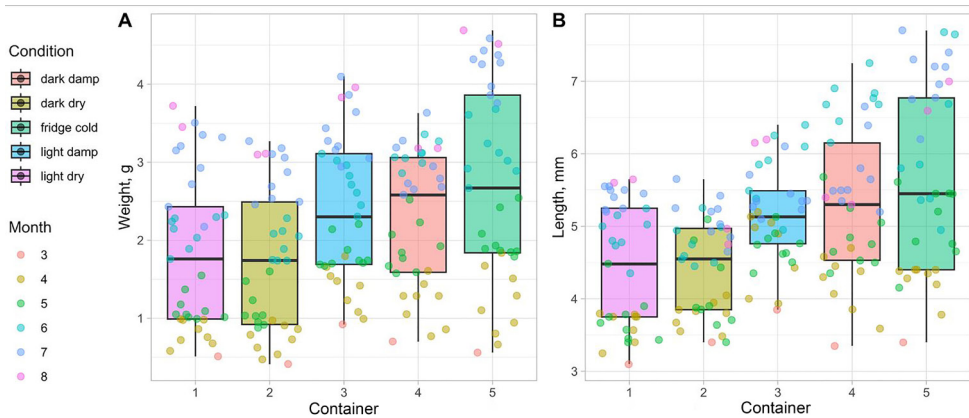 Condition
dark damp
dark dry
fridge cold
light damp
light dry
Month
3
4
5
6
7
8
A
Weight, g
4
3
2
1
1 2 3 4 5
Container
B
Length, mm
7
6
5
4
3
1 2 3 4 5
Container